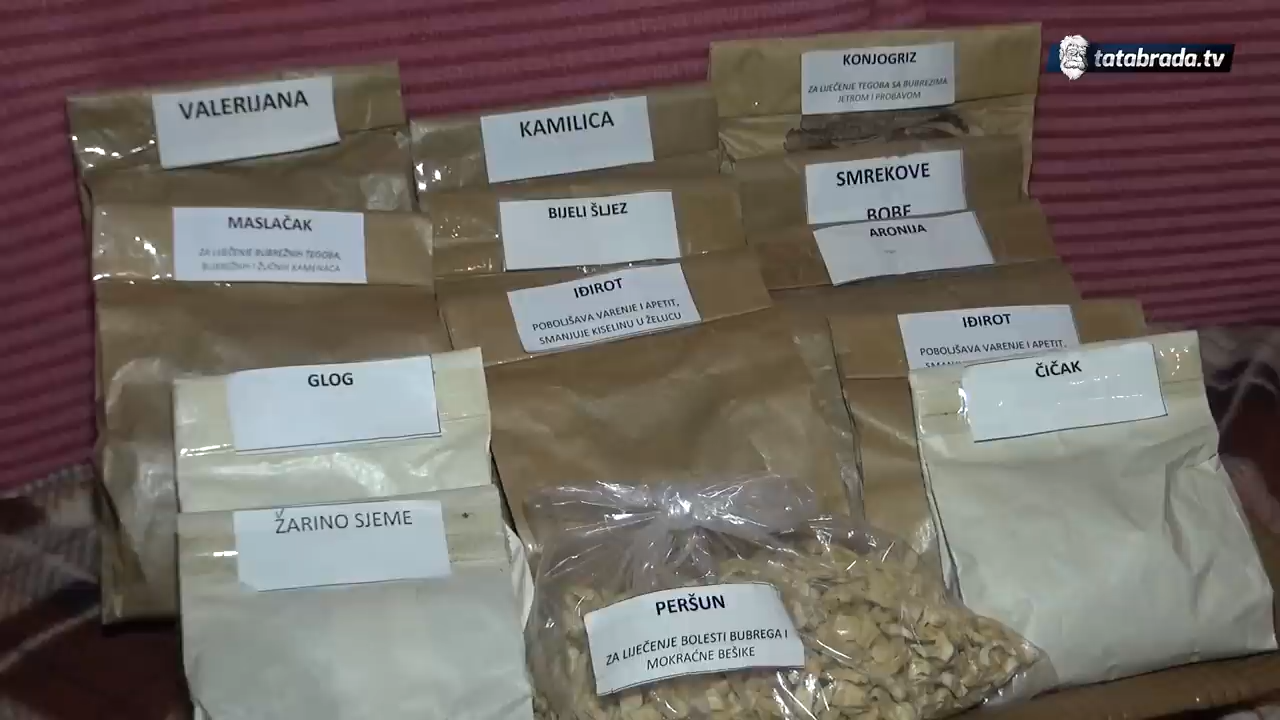 tatabrada.tv
VALERIJANA
KAMILICA
KONJOGRIZ
ZA LIJEČENJE TEGOBA SA BUBREZIMA
JETROM I PROBAVOM
MASLAČAK
ZA LIJEČENJE BUBREŽNIH TEGOBA,
BUBREŽNIH I ŽUČNIH KAMENACA
BIJELI ŠLJEZ
SMREKOVE
BOBE
ARONIJA
IĐIROT
POBOLJŠAVA VARENJE I APETIT,
SMANJUJE KISELINU U ŽELUCU
IĐIROT
POBOLJŠAVA VARENJE I APETIT,
GLOG
ČIČAK
ŽARINO SJEME
PERŠUN
ZA LIJEČENJE BOLESTI BUBREGA I
MOKRAĆNE BEŠIKE